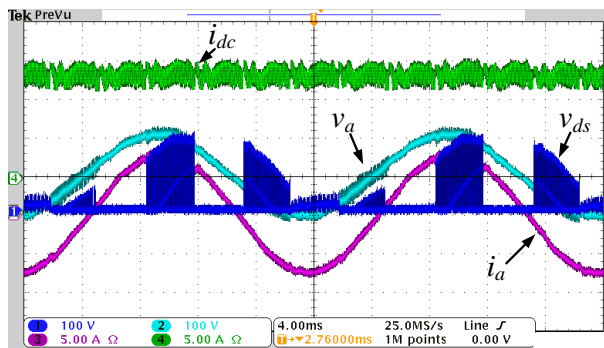 Tek PreVu
T
i_dc
v_a
v_ds
4
1
i_a
1 100 V 2 100 V 4.00ms 25.0MS/s Line ∫ 
3 5.00 A Ω 4 5.00 A Ω T→▾2.76000ms 1M points 0.00 V